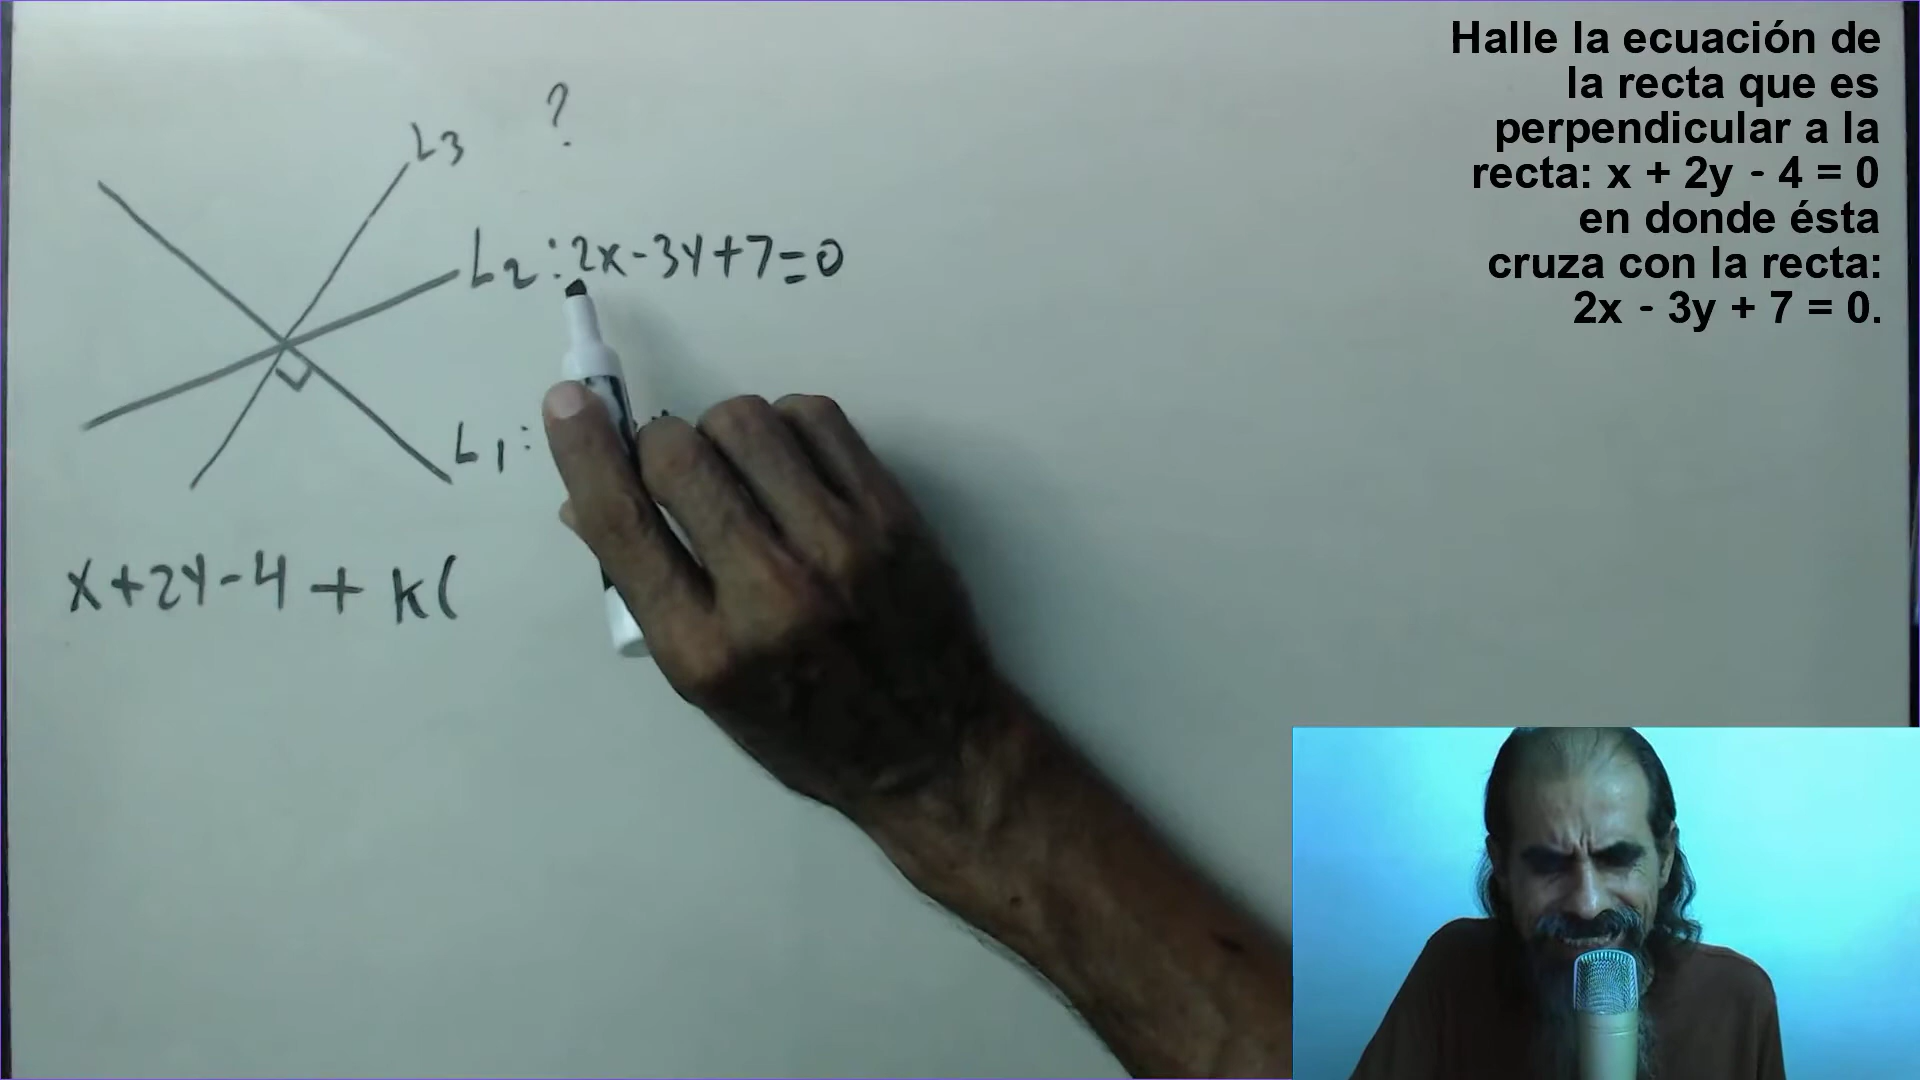 Halle la ecuación de
la recta que es
perpendicular a la
recta: x + 2y - 4 = 0
en donde ésta
cruza con la recta:
2x - 3y + 7 = 0.
?
L3
L2 : 2x - 3y + 7 = 0
L1 :
x + 2y - 4 + k(